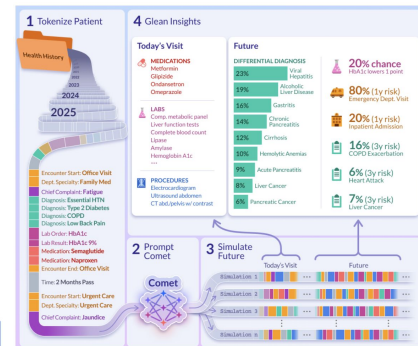 1 Tokenize Patient
Health History
2023
2024
2025
Encounter Start: Office Visit
Dept. Specialty: Family Med
Chief Complaint: Fatigue
Diagnosis: Essential HTN
Diagnosis: Type 2 Diabetes
Diagnosis: COPD
Diagnosis: Low Back Pain
Lab Order: HbA1c
Lab Result: HbA1c 9%
Medication: Semaglutide
Medication: Naproxen
Encounter End: Office Visit
Time: 2 Months Pass
Encounter Start: Urgent Care
Dept. Specialty: Urgent Care
Chief Complaint: Jaundice
4 Glean Insights
Today's Visit
MEDICATIONS
Metformin
Glipizide
Ondansetron
Omeprazole
LABS
Comp. metabolic panel
Liver function tests
Complete blood count
Lipase
Amylase
Hemoglobin A1c
...
PROCEDURES
Electrocardiogram
Ultrasound abdomen
CT abd/pelvis w/ contrast
Future
DIFFERENTIAL DIAGNOSIS
23% Viral Hepatitis
19% Alcoholic Liver Disease
16% Gastritis
14% Chronic Pancreatitis
12% Cirrhosis
10% Hemolytic Anemias
9% Acute Pancreatitis
8% Liver Cancer
6% Pancreatic Cancer
20% chance
HbA1c lowers 1 point
80% (1y risk)
Emergency Dept. Visit
20% (1y risk)
Inpatient Admission
16% (3y risk)
COPD Exacerbation
6% (3y risk)
Heart Attack
7% (3y risk)
Liver Cancer
2 Prompt Comet
Comet
3 Simulate Future
Today's Visit
Future
Simulation 1 ... ...
Simulation 2 ... ...
Simulation 3 ... ...
Simulation n ... ...